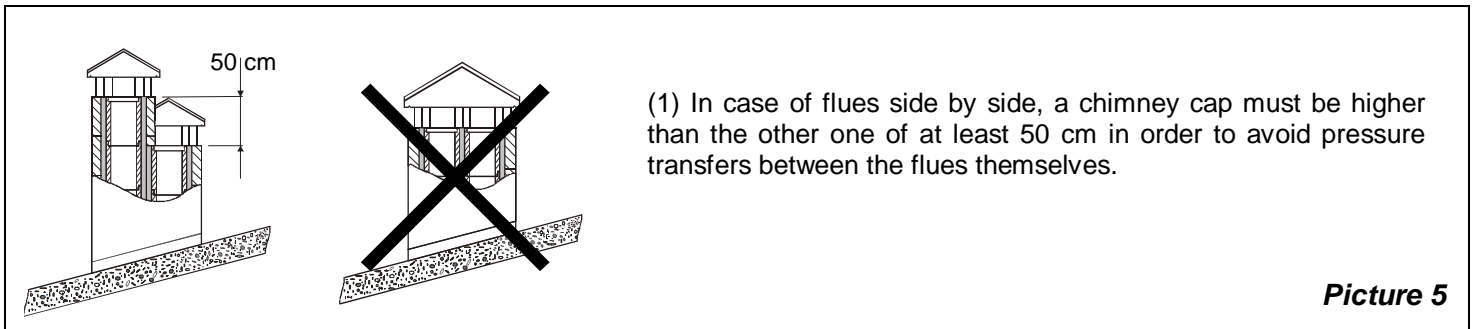 50 cm
(1) In case of flues side by side, a chimney cap must be higher
than the other one of at least 50 cm in order to avoid pressure
transfers between the flues themselves.
Picture 5